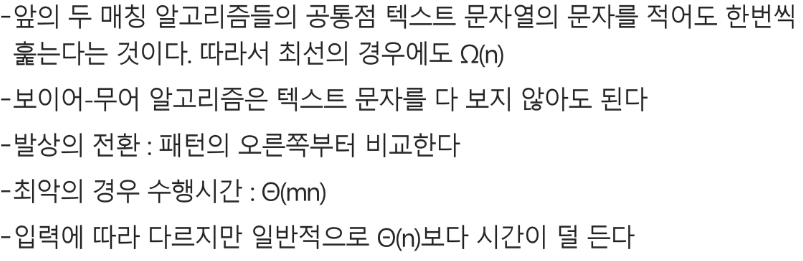 -앞의 두 매칭 알고리즘들의 공통점 텍스트 문자열의 문자를 적어도 한번씩
훑는다는 것이다. 따라서 최선의 경우에도 Ω(n)
-보이어-무어 알고리즘은 텍스트 문자를 다 보지 않아도 된다
-발상의 전환 : 패턴의 오른쪽부터 비교한다
-최악의 경우 수행시간 : Θ(mn)
-입력에 따라 다르지만 일반적으로 Θ(n)보다 시간이 덜 든다